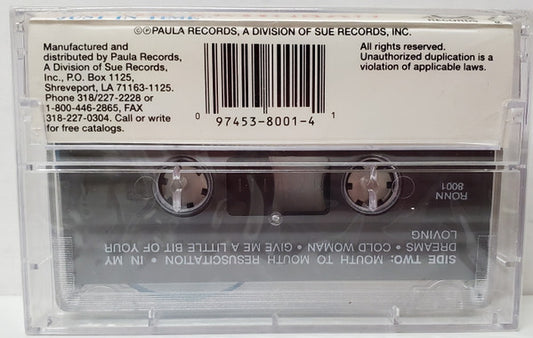 JUST IN TIME
RECORDS
©℗ PAULA RECORDS, A DIVISION OF SUE RECORDS, INC.
Manufactured and
distributed by Paula Records,
A Division of Sue Records,
Inc., P.O. Box 1125,
Shreveport, LA 71163-1125.
Phone 318/227-2228 or
1-800-446-2865, FAX
318-227-0304. Call or write
for free catalogs.
All rights reserved.
Unauthorized duplication is a
violation of applicable laws.
0 97453-8001-4 1
RONN
8001
SIDE TWO: MOUTH TO MOUTH RESUSCITATION • IN MY
DREAMS • COLD WOMAN • GIVE ME A LITTLE BIT OF YOUR
LOVING